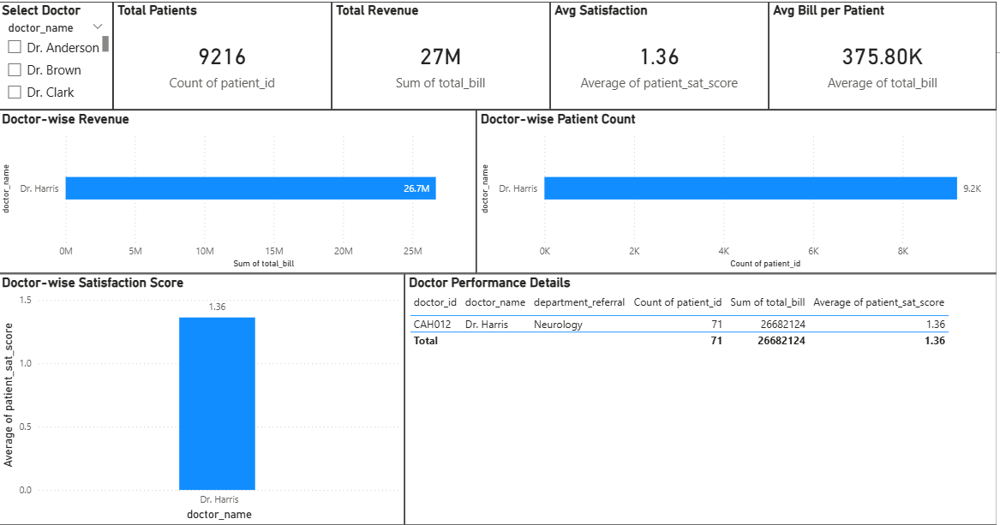 Select Doctor
doctor_name
Dr. Anderson
Dr. Brown
Dr. Clark
Total Patients
9216
Count of patient_id
Total Revenue
27M
Sum of total_bill
Avg Satisfaction
1.36
Average of patient_sat_score
Avg Bill per Patient
375.80K
Average of total_bill
Doctor-wise Revenue
doctor_name
Dr. Harris
26.7M
0M 5M 10M 15M 20M 25M
Sum of total_bill
Doctor-wise Patient Count
doctor_name
Dr. Harris
9.2K
0K 2K 4K 6K 8K
Count of patient_id
Doctor-wise Satisfaction Score
Average of patient_sat_score
1.5
1.0
0.5
0.0
1.36
Dr. Harris
doctor_name
Doctor Performance Details
doctor_id doctor_name department_referral Count of patient_id Sum of total_bill Average of patient_sat_score
CAH012 Dr. Harris Neurology 71 26682124 1.36
Total 71 26682124 1.36